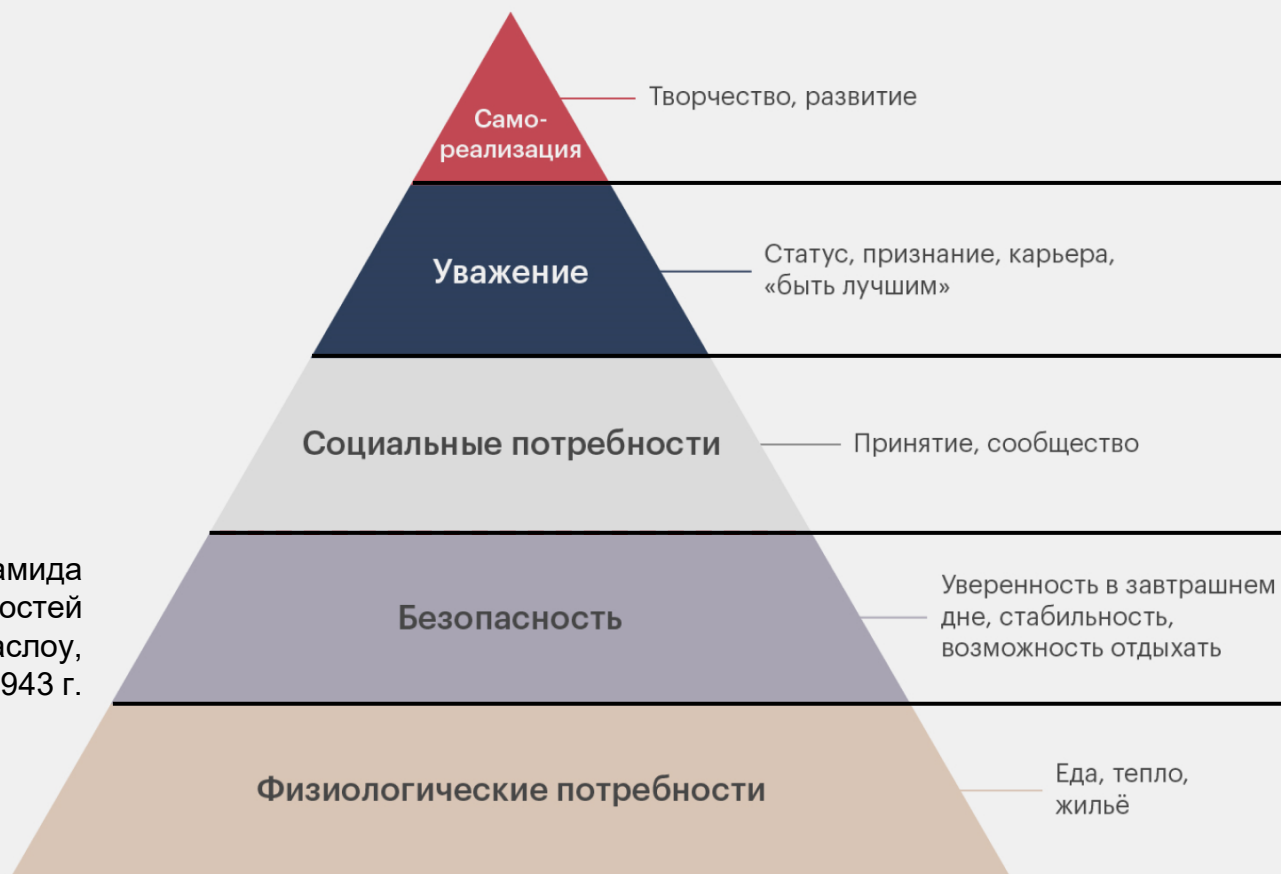 Само-
реализация
Творчество, развитие
Уважение
Статус, признание, карьера,
«быть лучшим»
Социальные потребности
Принятие, сообщество
Безопасность
Уверенность в завтрашнем
дне, стабильность,
возможность отдыхать
г.
Физиологические потребности
Еда, тепло,
жильё